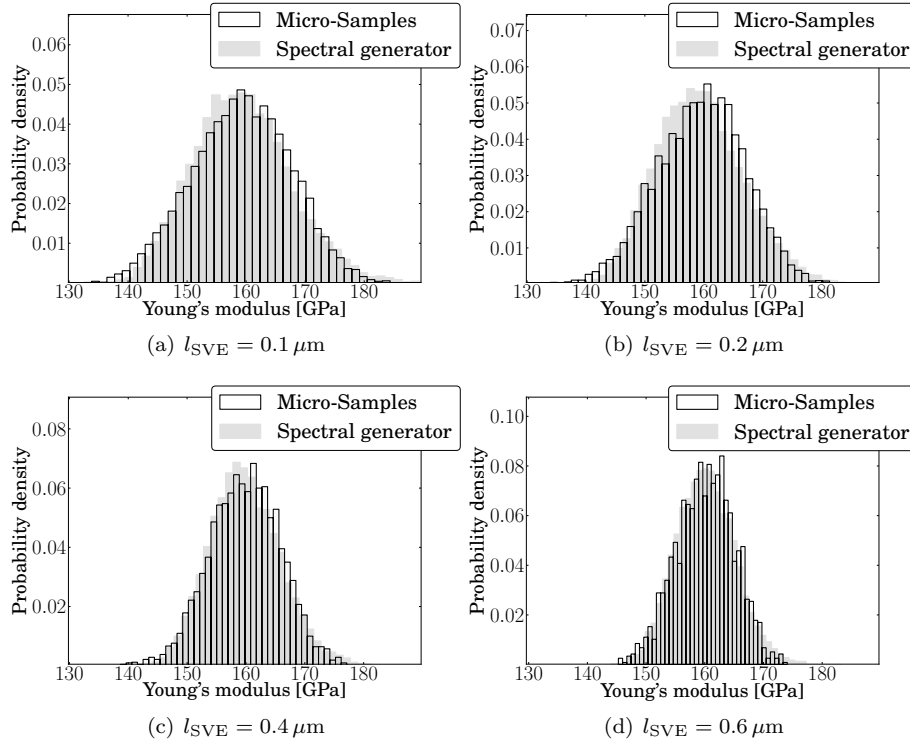 Micro-Samples
Spectral generator
Probability density
0.06
0.05
0.04
0.03
0.02
0.01
130 140 150 160 170 180
Young's modulus [GPa]
(a) lSVE = 0.1 μm
Micro-Samples
Spectral generator
Probability density
0.07
0.06
0.05
0.04
0.03
0.02
0.01
130 140 150 160 170 180
Young's modulus [GPa]
(b) lSVE = 0.2 μm
Micro-Samples
Spectral generator
Probability density
0.08
0.06
0.04
0.02
130 140 150 160 170 180
Young's modulus [GPa]
(c) lSVE = 0.4 μm
Micro-Samples
Spectral generator
Probability density
0.10
0.08
0.06
0.04
0.02
130 140 150 160 170 180
Young's modulus [GPa]
(d) lSVE = 0.6 μm